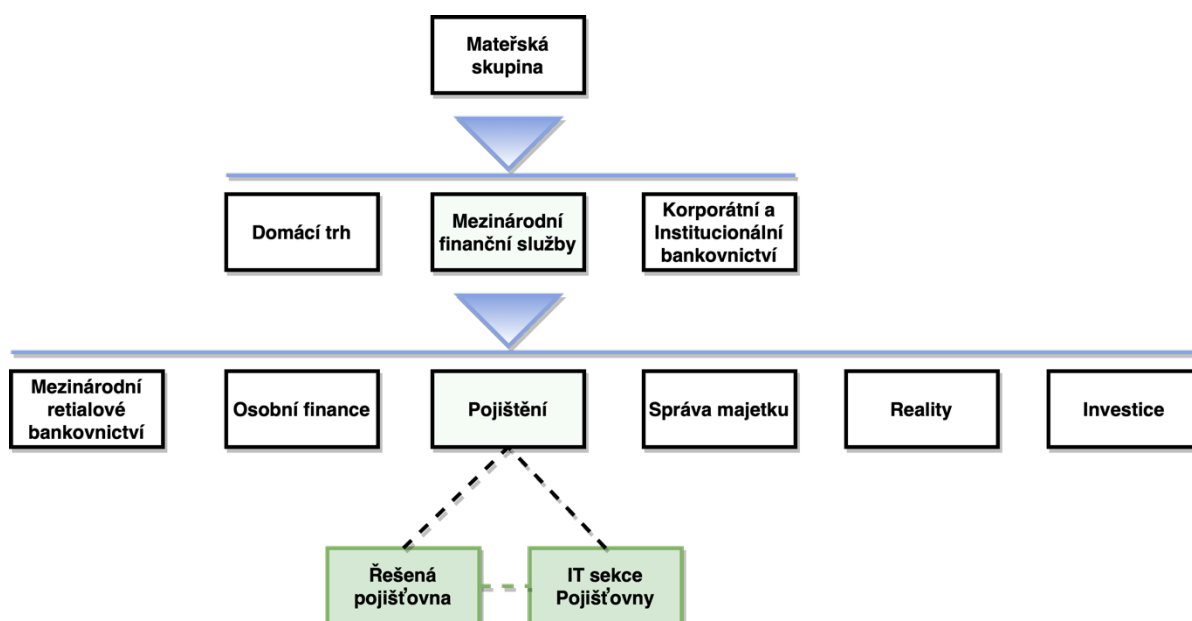 Mateřská
skupina
Domácí trh
Mezinárodní
finanční služby
Korporátní a
Institucionální
bankovnictví
Mezinárodní
retialové
bankovnictví
Osobní finance
Pojištění
Správa majetku
Reality
Investice
Řešená
pojišťovna
IT sekce
Pojišťovny